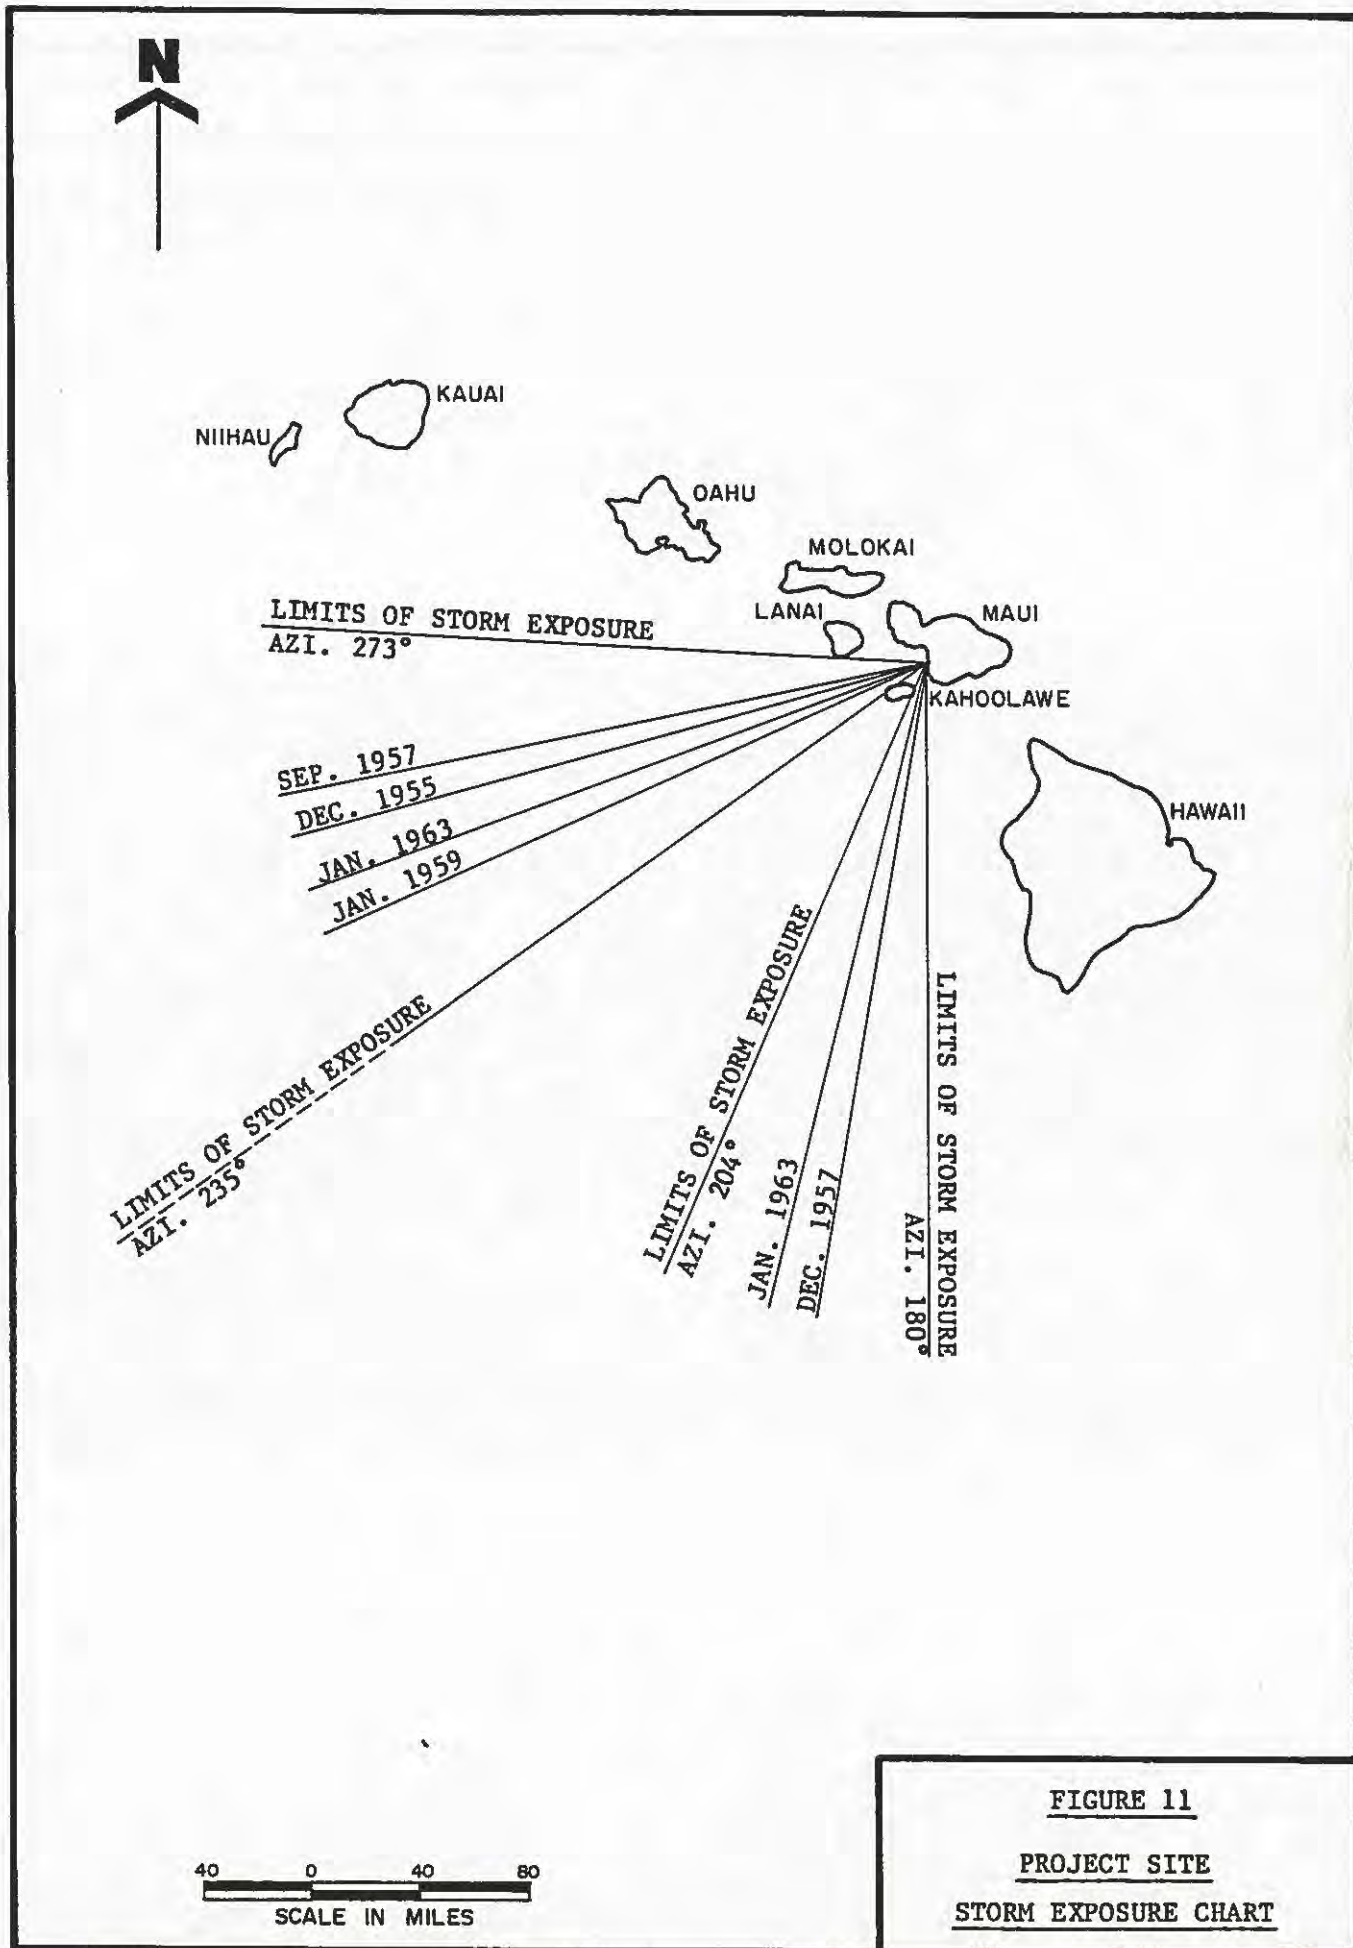 N
KAUAI
NIIHAU
OAHU
MOLOKAI
LANAI
MAUI
LIMITS OF STORM EXPOSURE
AZI. 273°
KAHOOLAWE
SEP. 1957
DEC. 1955
JAN. 1963
JAN. 1959
HAWAII
LIMITS OF STORM EXPOSURE
AZI. 235°
LIMITS OF STORM EXPOSURE
AZI. 204°
JAN. 1963
DEC. 1957
LIMITS OF STORM EXPOSURE
AZI. 180°
40 0 40 80
SCALE IN MILES
FIGURE 11
PROJECT SITE
STORM EXPOSURE CHART